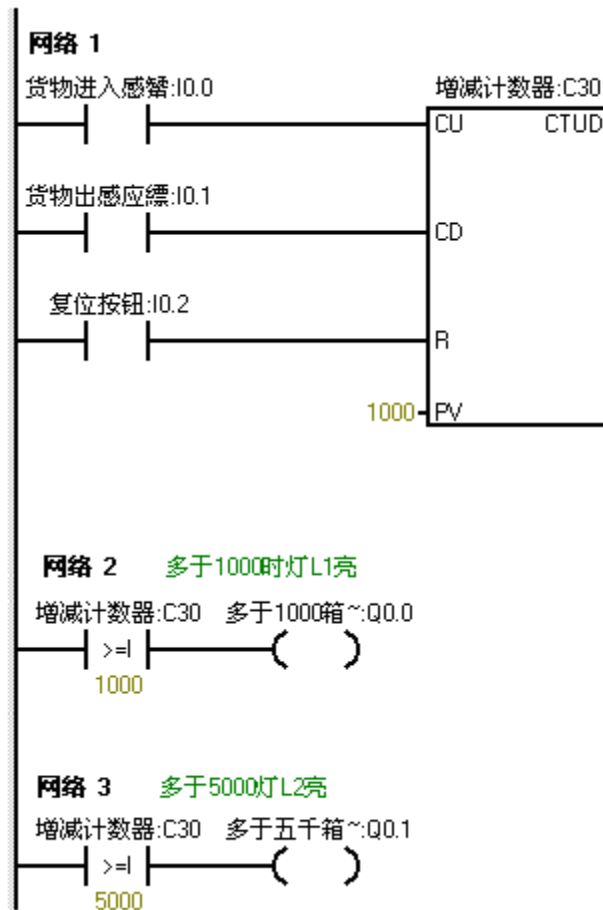 网络 1
货物进入感~:I0.0 增减计数器:C30
CU CTUD
货物出感应~:I0.1
CD
复位按钮:I0.2
R
1000 PV
网络 2 多于1000时灯L1亮
增减计数器:C30 多于1000箱~:Q0.0
>=I
1000
网络 3 多于5000灯L2亮
增减计数器:C30 多于五千箱~:Q0.1
>=I
5000